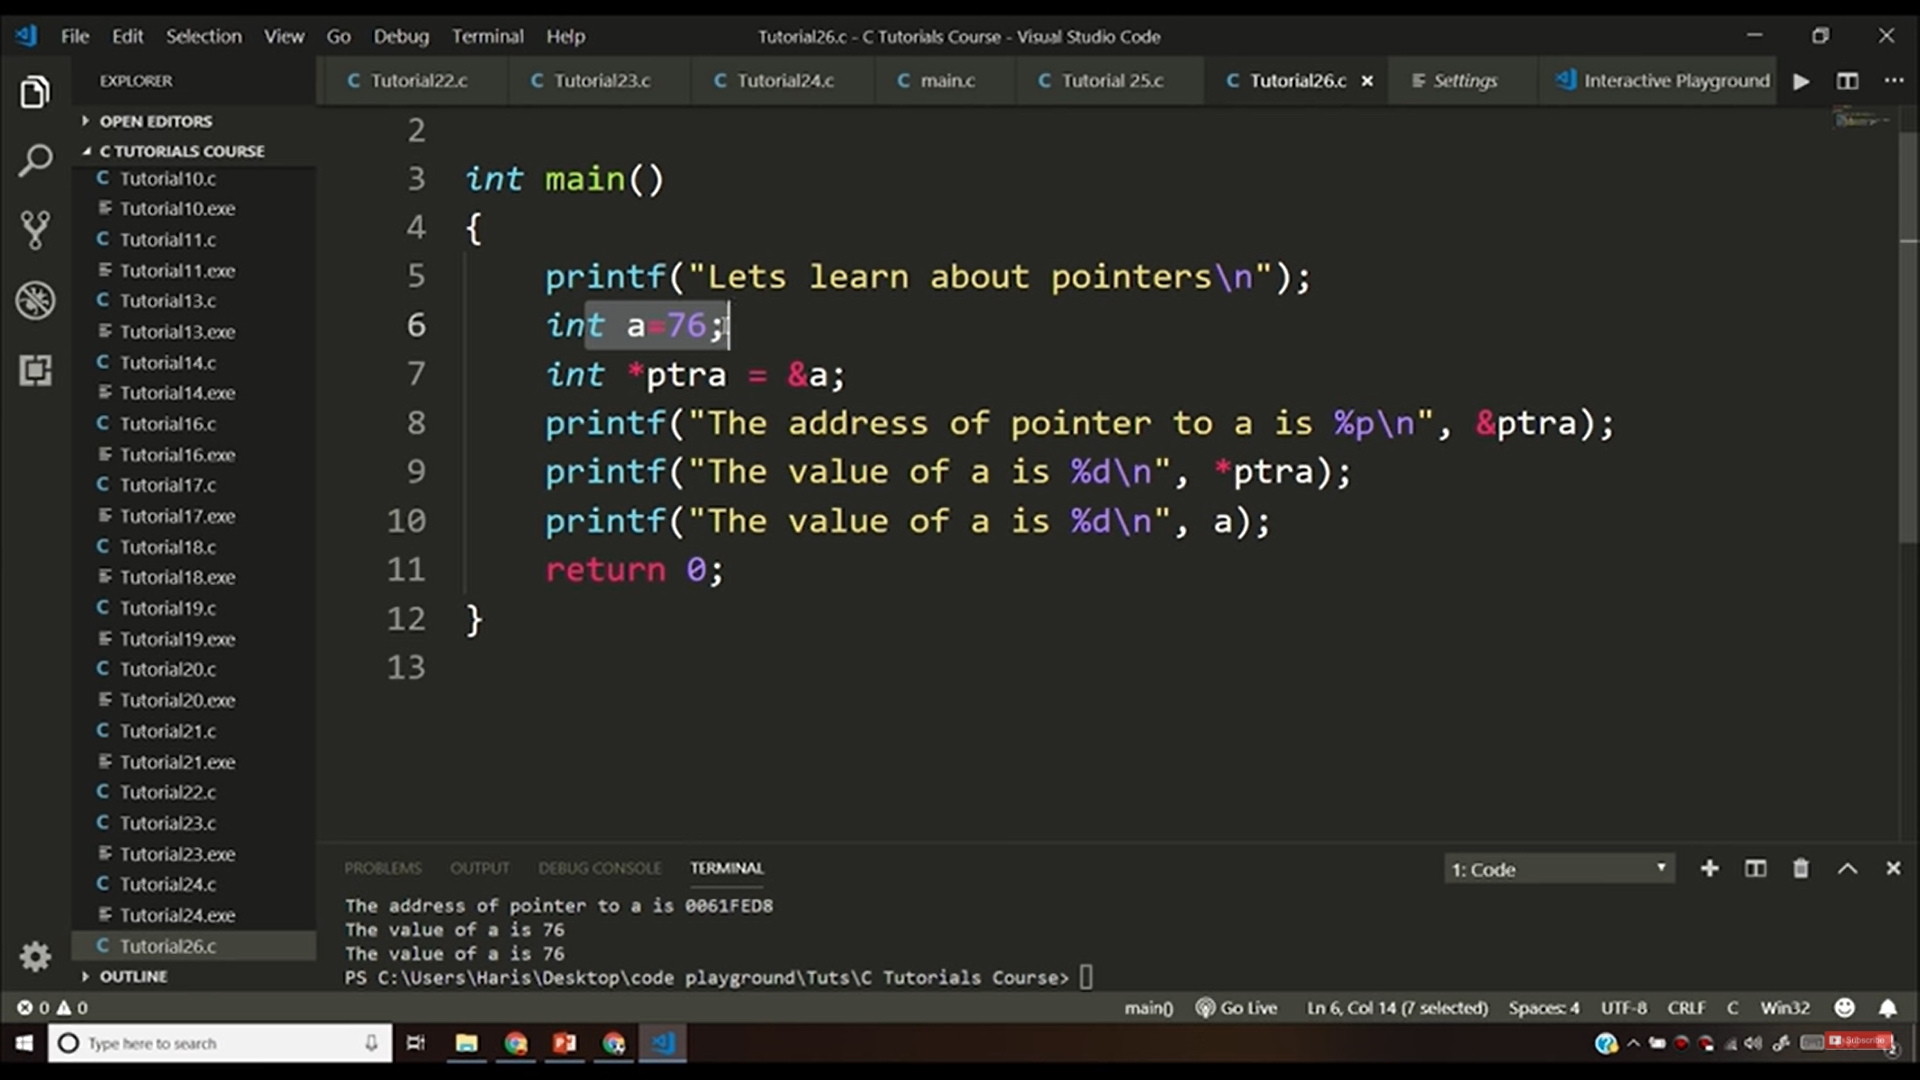 File Edit Selection View Go Debug Terminal Help
Tutorial26.c - C Tutorials Course - Visual Studio Code
EXPLORER
Tutorial22.c Tutorial23.c Tutorial24.c main.c Tutorial 25.c Tutorial26.c Settings Interactive Playground
OPEN EDITORS
C TUTORIALS COURSE
Tutorial10.c
Tutorial10.exe
Tutorial11.c
Tutorial11.exe
Tutorial13.c
Tutorial13.exe
Tutorial14.c
Tutorial14.exe
Tutorial16.c
Tutorial16.exe
Tutorial17.c
Tutorial17.exe
Tutorial18.c
Tutorial18.exe
Tutorial19.c
Tutorial19.exe
Tutorial20.c
Tutorial20.exe
Tutorial21.c
Tutorial21.exe
Tutorial22.c
Tutorial23.c
Tutorial23.exe
Tutorial24.c
Tutorial24.exe
Tutorial26.c
OUTLINE
2
3 int main()
4 {
5 printf("Lets learn about pointers\n");
6 int a=76;
7 int *ptra = &a;
8 printf("The address of pointer to a is %p\n", &ptra);
9 printf("The value of a is %d\n", *ptra);
10 printf("The value of a is %d\n", a);
11 return 0;
12 }
13
PROBLEMS OUTPUT DEBUG CONSOLE TERMINAL
1: Code
The address of pointer to a is 0061FED8
The value of a is 76
The value of a is 76
PS C:\Users\Haris\Desktop\code playground\Tuts\C Tutorials Course>
0 0 main() Go Live Ln 6, Col 14 (7 selected) Spaces: 4 UTF-8 CRLF C Win32
Type here to search
Subscribe